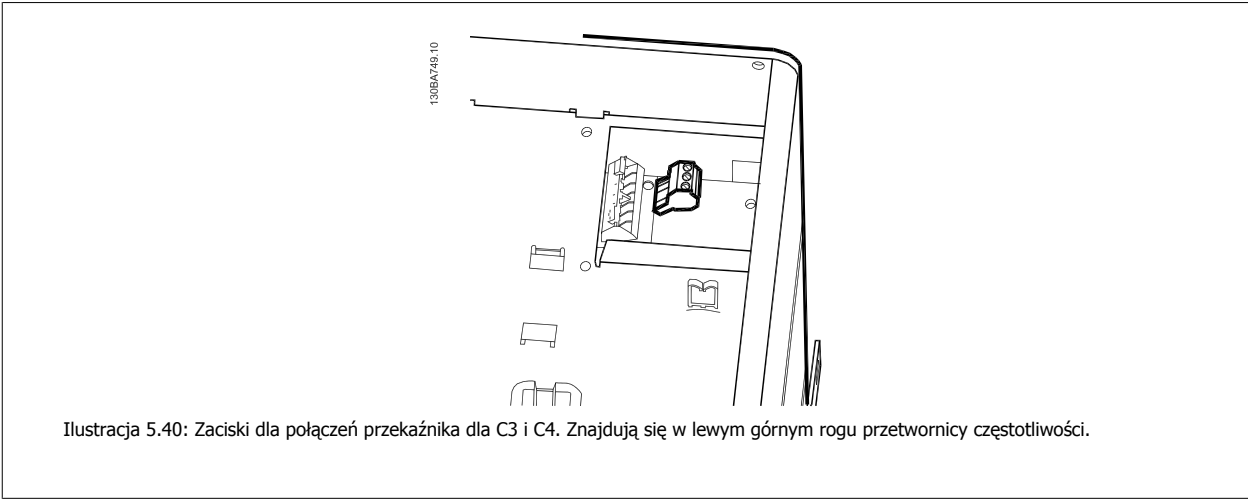 130BA749.10
Ilustracja 5.40: Zaciski dla połączeń przekaźnika dla C3 i C4. Znajdują się w lewym górnym rogu przetwornicy częstotliwości.